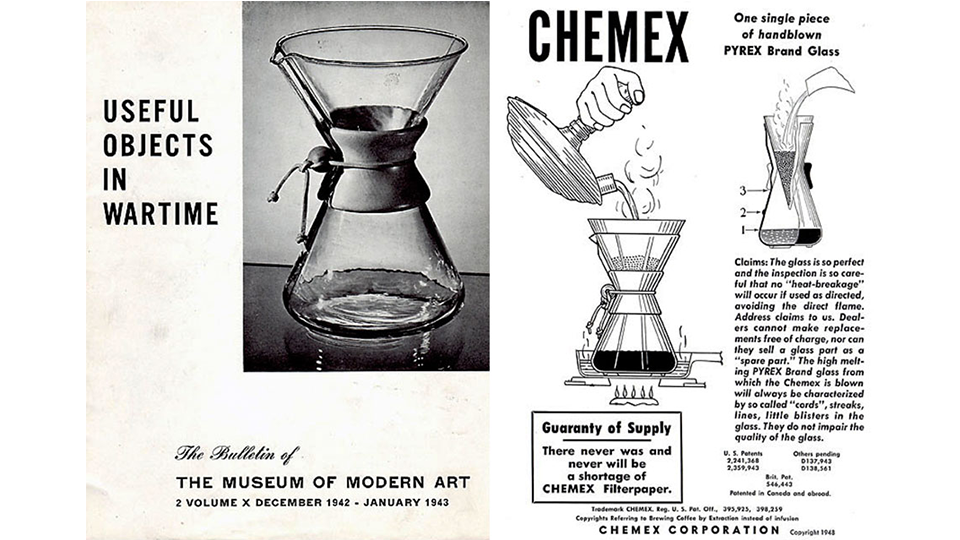 USEFUL
OBJECTS
IN
WARTIME
The Bulletin of
THE MUSEUM OF MODERN ART
2 VOLUME X DECEMBER 1942 - JANUARY 1943
CHEMEX
One single piece
of handblown
PYREX Brand Glass
3
2
1
Claims: The glass is so perfect
and the inspection is so care-
ful that no "heat-breakage"
will occur if used as directed,
avoiding the direct flame.
Address claims to us. Deal-
ers cannot make replace-
ments free of charge, nor can
they sell a glass part as a
"spare part." The high melt-
ing PYREX Brand glass from
which the Chemex is blown
will always be characterized
by so called "cords", streaks,
lines, little blisters in the
glass. They do not impair the
quality of the glass.
Guaranty of Supply
There never was and
never will be
a shortage of
CHEMEX Filterpaper.
U. S. Patents
2,241,368
2,359,943
Others pending
D137,943
D138,561
Brit. Pat.
546,443
Patented in Canada and abroad.
Trademark CHEMEX. Reg. U. S. Pat. Off., 395,925, 398,259
Copyrights Referring to Brewing Coffee by Extraction instead of infusion
CHEMEX CORPORATION Copyright 1948